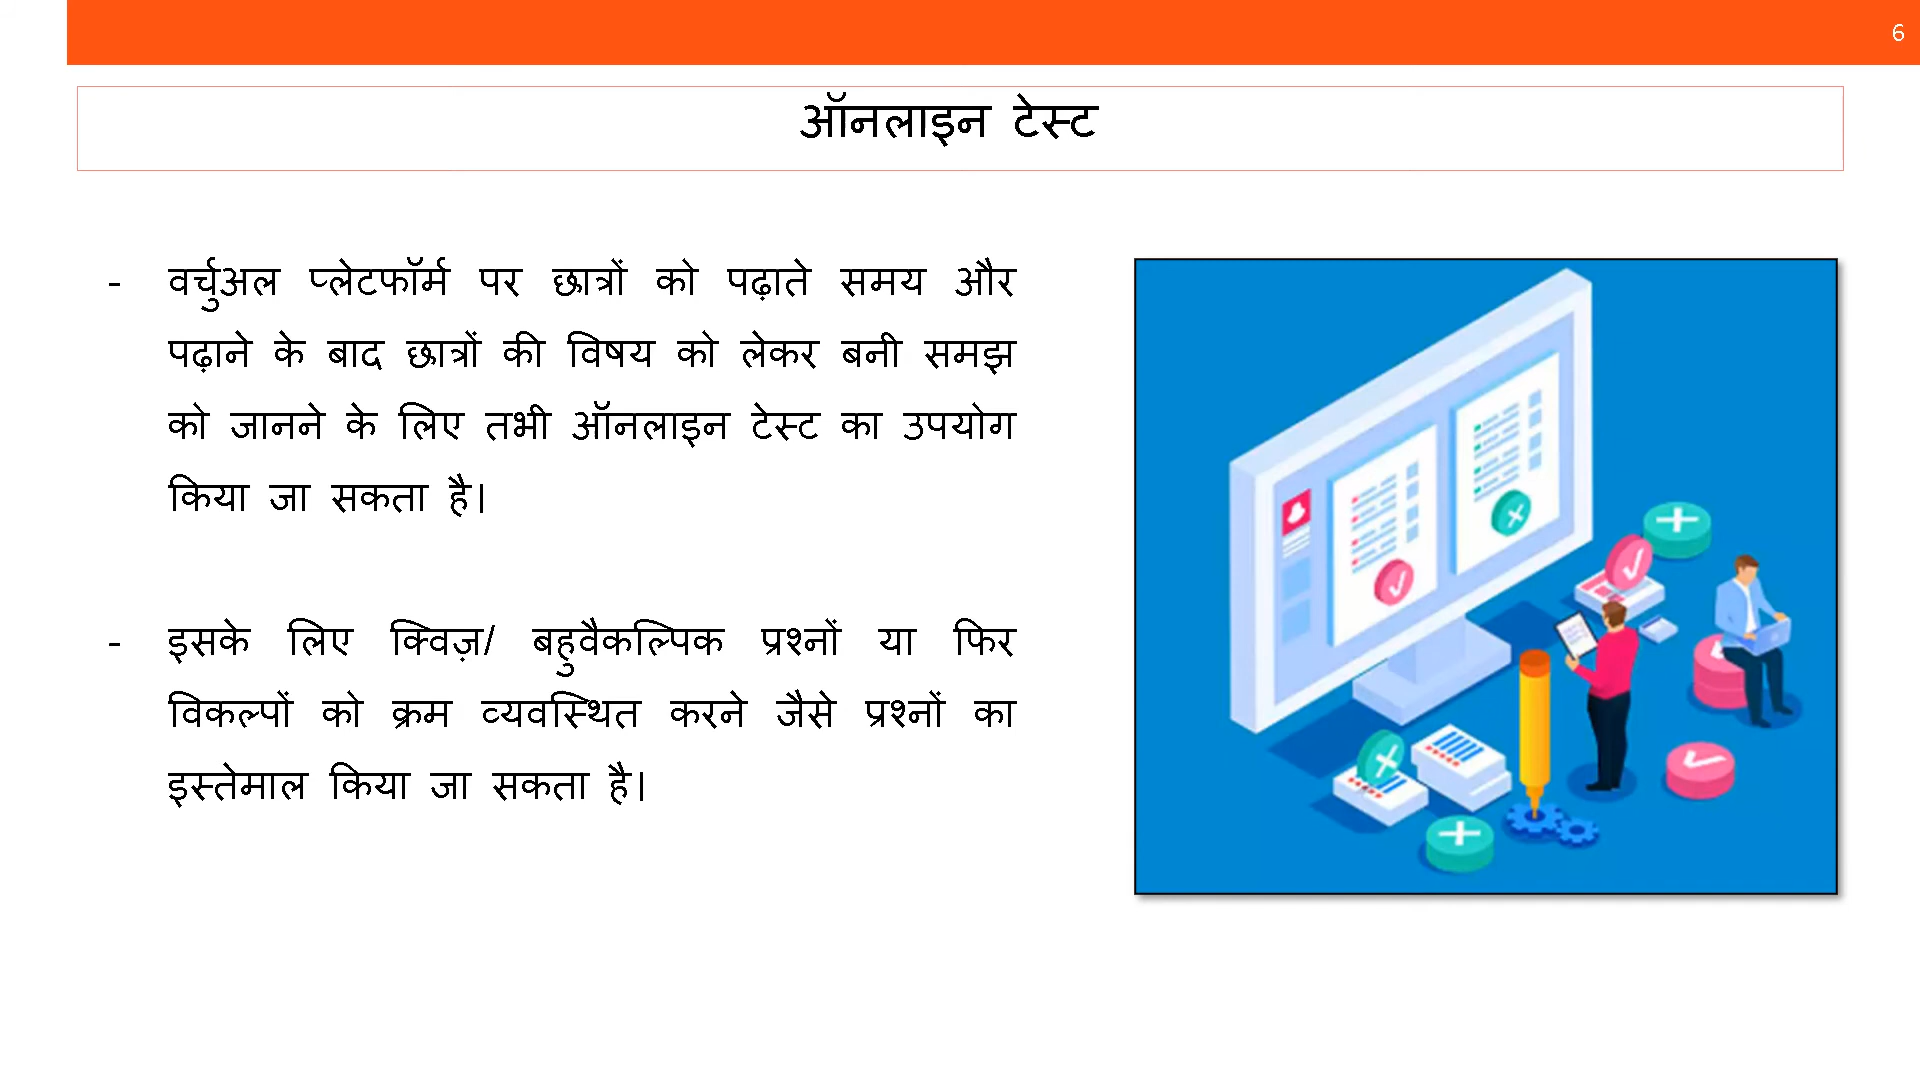 6
ऑनलाइन टेस्ट
- वर्चुअल प्लेटफॉर्म पर छात्रों को पढ़ाते समय और
पढ़ाने के बाद छात्रों की विषय को लेकर बनी समझ
को जानने के लिए तभी ऑनलाइन टेस्ट का उपयोग
किया जा सकता है।
- इसके लिए क्विज़/ बहुवैकल्पिक प्रश्नों या फिर
विकल्पों को क्रम व्यवस्थित करने जैसे प्रश्नों का
इस्तेमाल किया जा सकता है।